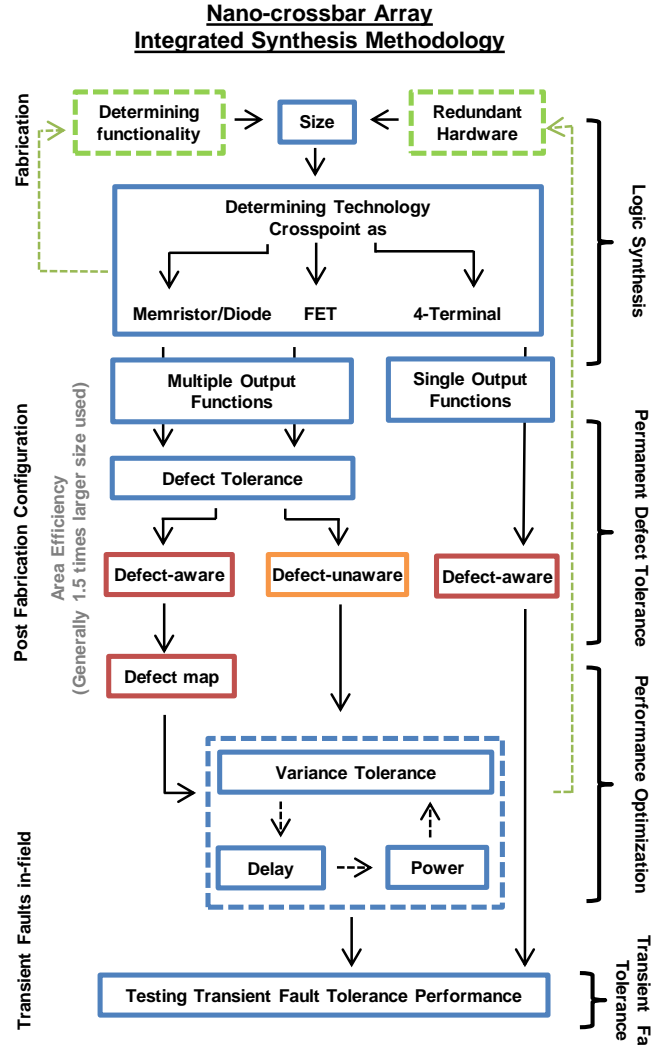 Nano-crossbar Array
Integrated Synthesis Methodology
Determining
functionality
Size
Redundant
Hardware
Fabrication
Logic Synthesis
Determining Technology
Crosspoint as
Memristor/Diode
FET
4-Terminal
Multiple Output
Functions
Single Output
Functions
Post Fabrication Configuration
Area Efficiency
(Generally 1.5 times larger size used)
Permanent Defect Tolerance
Defect Tolerance
Defect-aware
Defect-unaware
Defect-aware
Defect map
Performance Optimization
Variance Tolerance
Delay
Power
Transient Faults in-field
Testing Transient Fault Tolerance Performance
Transient Fa
Tolerance